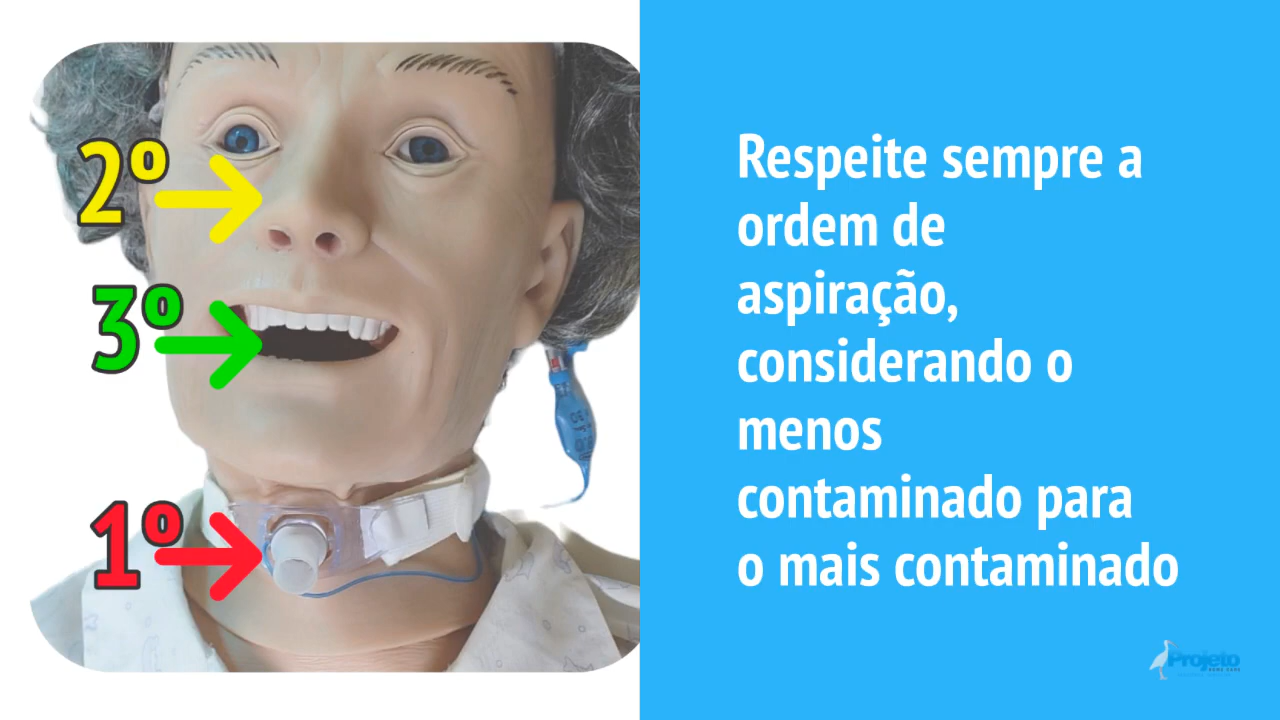 2º
3º
1º
Respeite sempre a
ordem de
aspiração,
considerando o
menos
contaminado para
o mais contaminado
Projeto